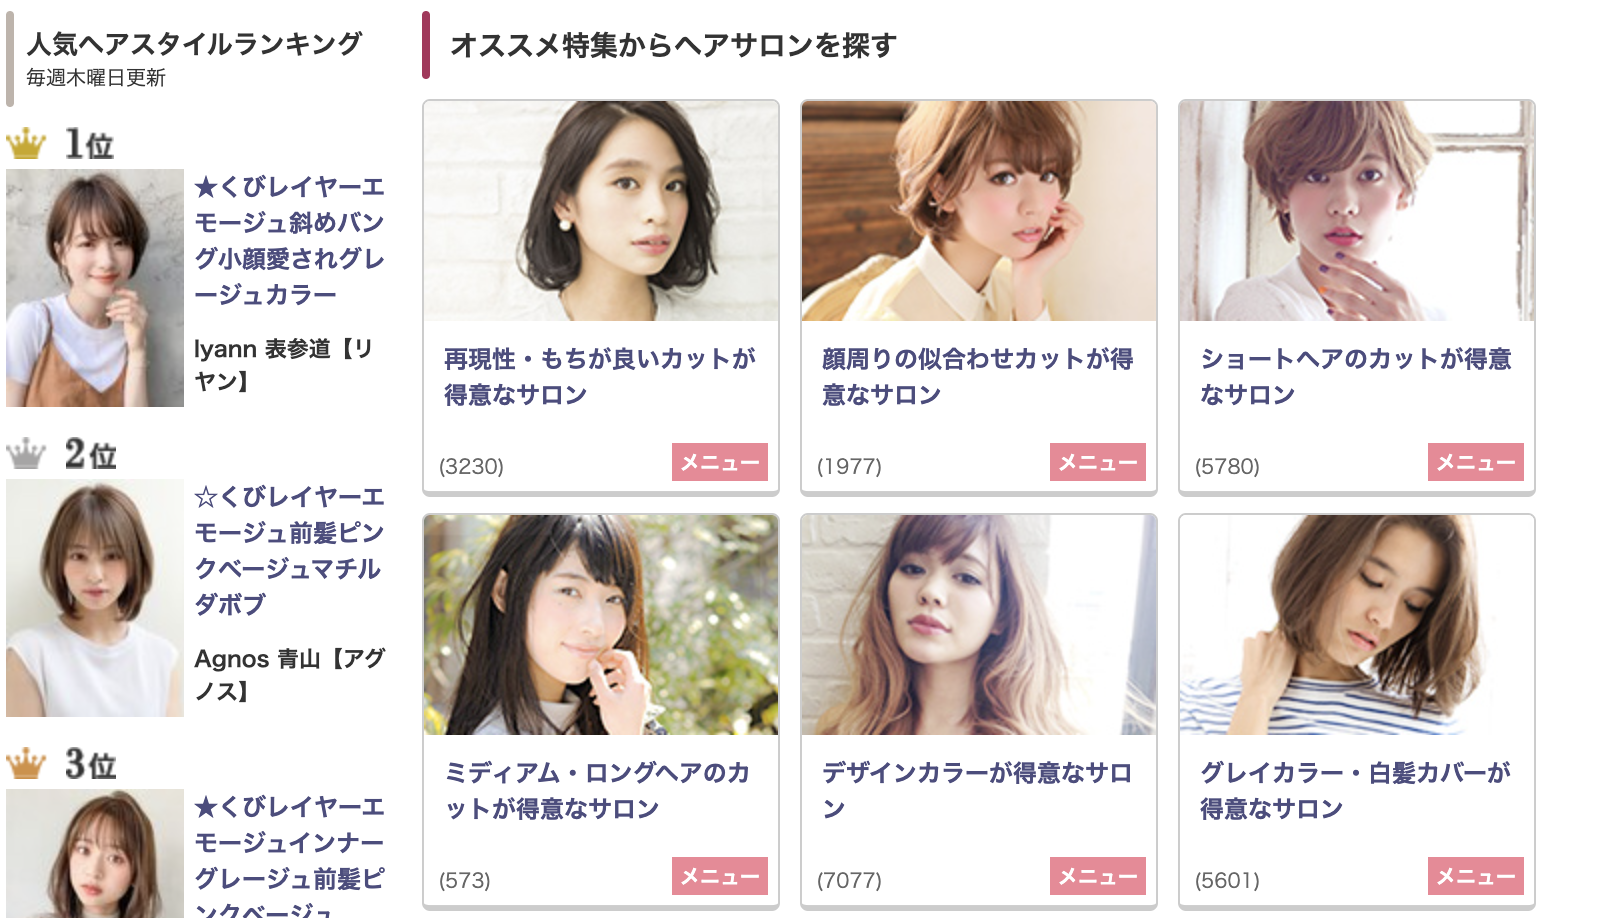 人気ヘアスタイルランキング
毎週木曜日更新
1位
★くびレイヤーエ
モージュ斜めバン
グ小顔愛されグレ
ージュカラー
lyann 表参道【リ
ヤン】
2位
☆くびレイヤーエ
モージュ前髪ピン
クベージュマチル
ダボブ
Agnos 青山【アグ
ノス】
3位
★くびレイヤーエ
モージュインナー
グレージュ前髪ピ
ンクベージュ
オススメ特集からヘアサロンを探す
再現性・もちが良いカットが
得意なサロン
(3230)
メニュー
顔周りの似合わせカットが得
意なサロン
(1977)
メニュー
ショートヘアのカットが得意
なサロン
(5780)
メニュー
ミディアム・ロングヘアのカ
ットが得意なサロン
(573)
メニュー
デザインカラーが得意なサロ
ン
(7077)
メニュー
グレイカラー・白髪カバーが
得意なサロン
(5601)
メニュー